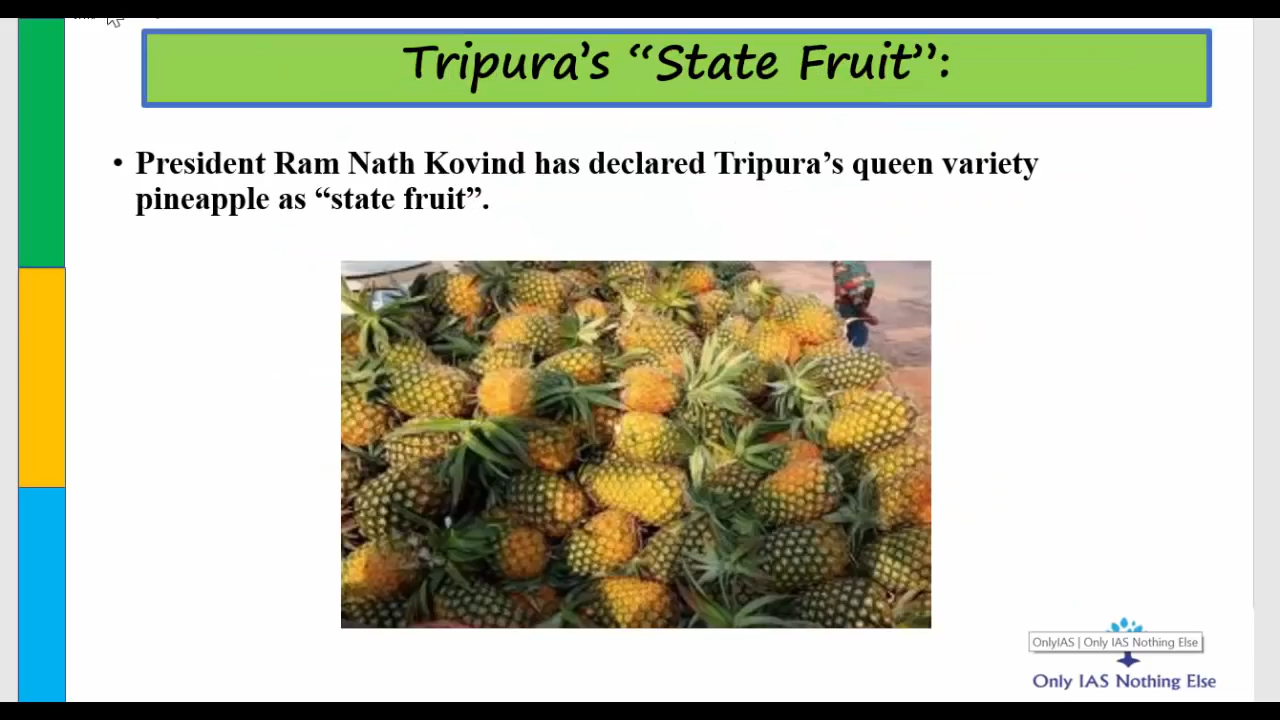 Tripura’s “State Fruit”:
• President Ram Nath Kovind has declared Tripura’s queen variety
pineapple as “state fruit”.
OnlyIAS | Only IAS Nothing Else
Only IAS Nothing Else